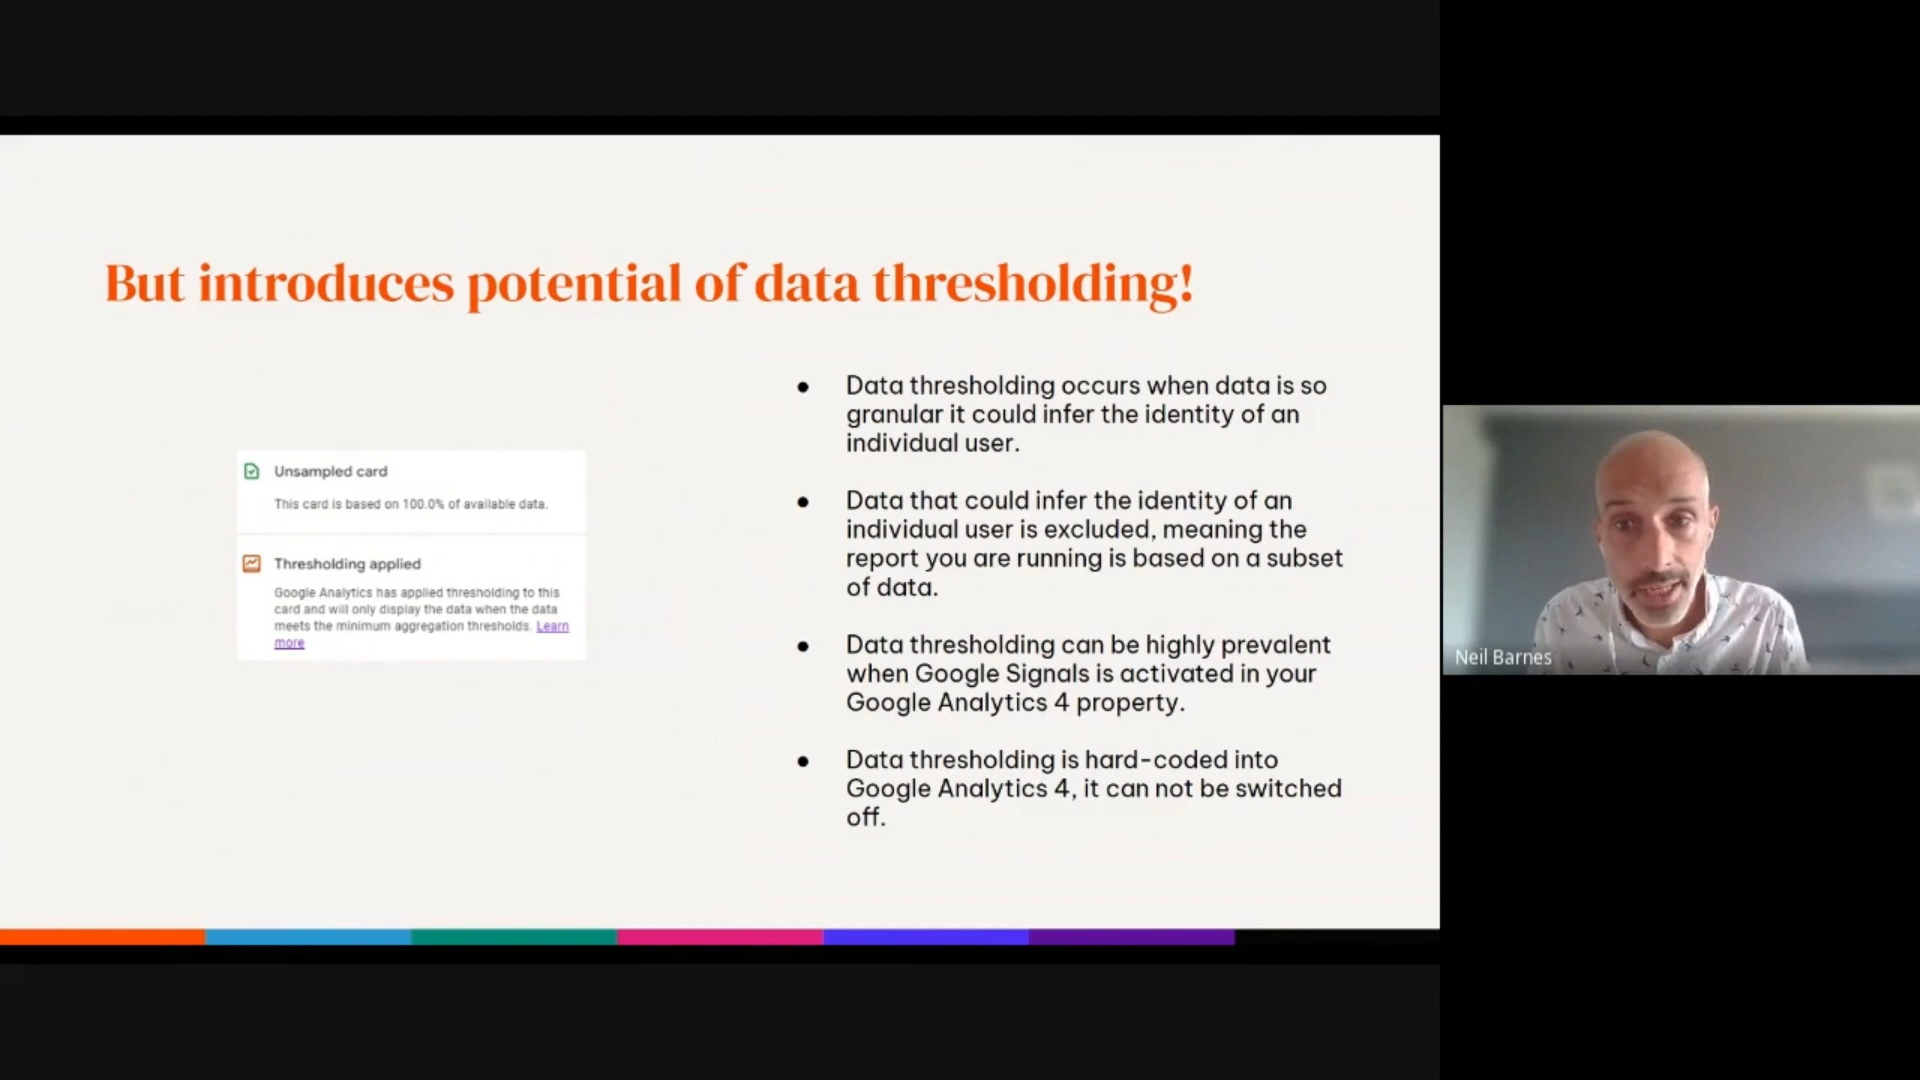 But introduces potential of data thresholding!
Unsampled card
This card is based on 100.0% of available data.
Thresholding applied
Google Analytics has applied thresholding to this
card and will only display the data when the data
meets the minimum aggregation thresholds. Learn
more
Data thresholding occurs when data is so
granular it could infer the identity of an
individual user.
Data that could infer the identity of an
individual user is excluded, meaning the
report you are running is based on a subset
of data.
Data thresholding can be highly prevalent
when Google Signals is activated in your
Google Analytics 4 property.
Data thresholding is hard-coded into
Google Analytics 4, it can not be switched
off.
Neil Barnes